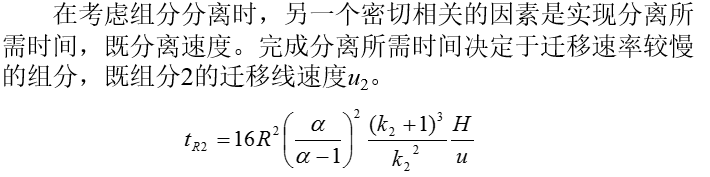 在考虑组分分离时，另一个密切相关的因素是实现分离所
需时间，既分离速度。完成分离所需时间决定于迁移速率较慢
的组分，既组分2的迁移线速度u₂。
t_{R2} = 16R²(α/(α−1))² ((k₂+1)³/k₂²) (H/u)